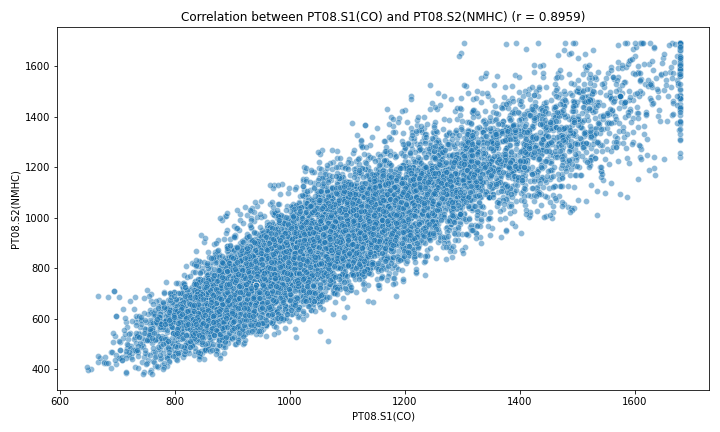 Correlation between PT08.S1(CO) and PT08.S2(NMHC) (r = 0.8959)
PT08.S2(NMHC)
1600
1400
1200
1000
800
600
400
600 800 1000 1200 1400 1600
PT08.S1(CO)